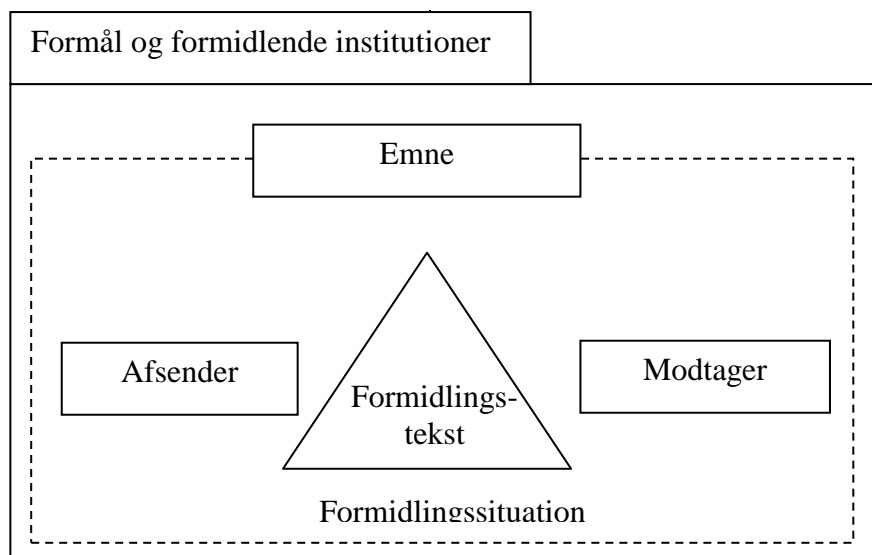 Formål og formidlende institutioner
Emne
Afsender
Modtager
Formidlings-
tekst
Formidlingssituation